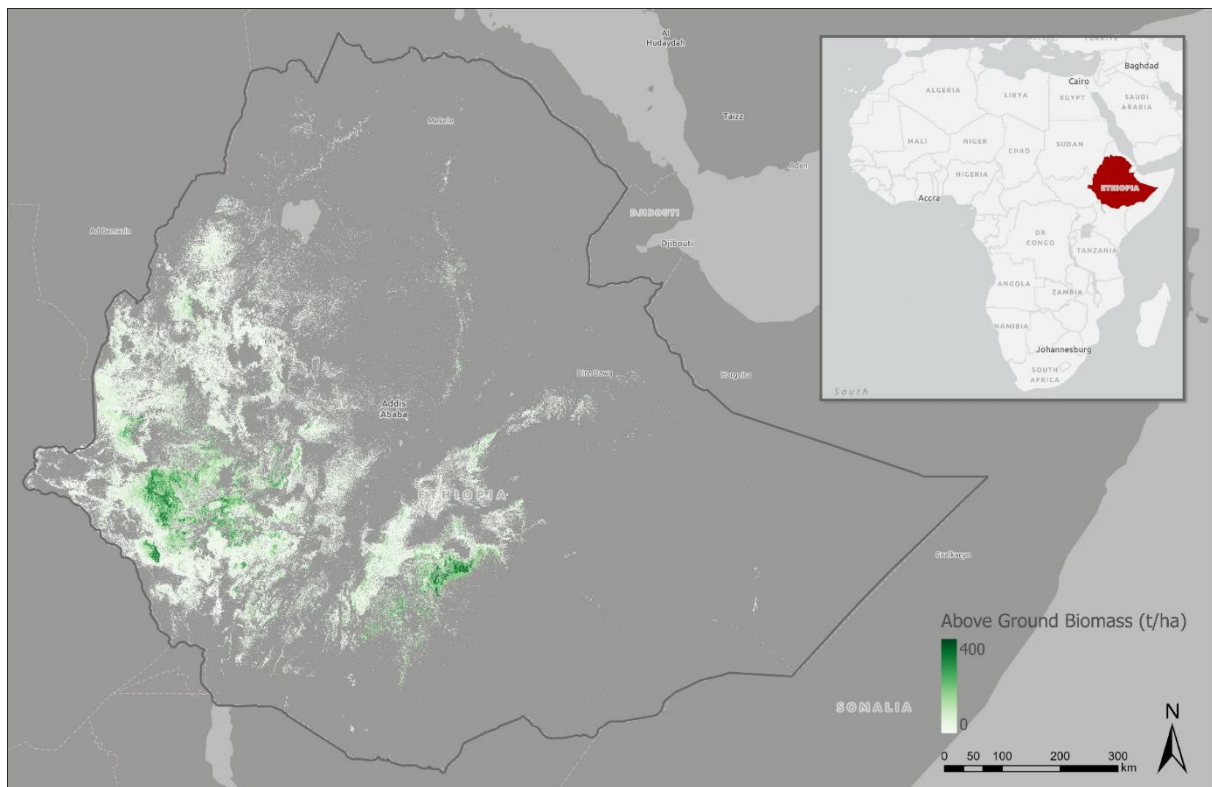 Al
Hudaydah
Mekele
Taizz
Aden
Ad Damazin
DJIBOUTI
Djibouti
Dire Dawa
Hargeisa
Addis
Ababa
ETHIOPIA
Gaalkacyo
SOMALIA
Baghdad
Cairo
ALGERIA
LIBYA
EGYPT
SAUDI
ARABIA
MALI
NIGER
CHAD
SUDAN
NIGERIA
ETHIOPIA
Accra
DR
CONGO
TANZANIA
ANGOLA
ZAMBIA
NAMIBIA
Johannesburg
SOUTH
AFRICA
South
Above Ground Biomass (t/ha)
400
0
N
0 50 100 200 300
km